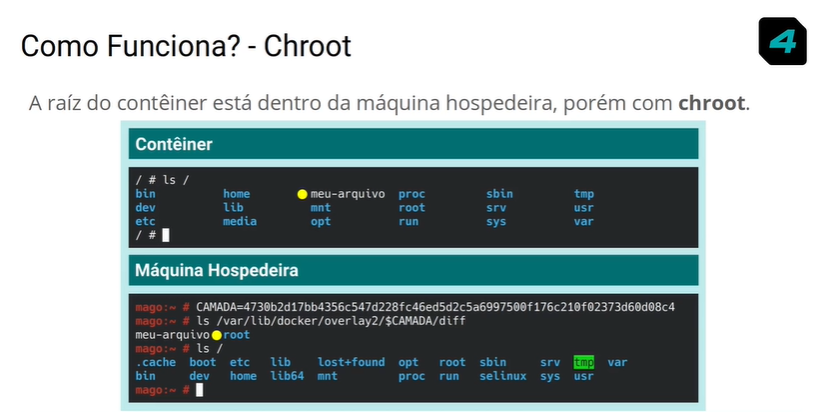 Como Funciona? - Chroot
4
A raíz do contêiner está dentro da máquina hospedeira, porém com chroot.
Contêiner
/ # ls /
bin home meu-arquivo proc sbin tmp
dev lib mnt root srv usr
etc media opt run sys var
/ #
Máquina Hospedeira
mago:~ # CAMADA=4730b2d17bb4356c547d228fc46ed5d2c5a6997500f176c210f02373d60d08c4
mago:~ # ls /var/lib/docker/overlay2/$CAMADA/diff
meu-arquivo root
mago:~ # ls /
.cache boot etc lib lost+found opt root sbin srv tmp var
bin dev home lib64 mnt proc run selinux sys usr
mago:~ #